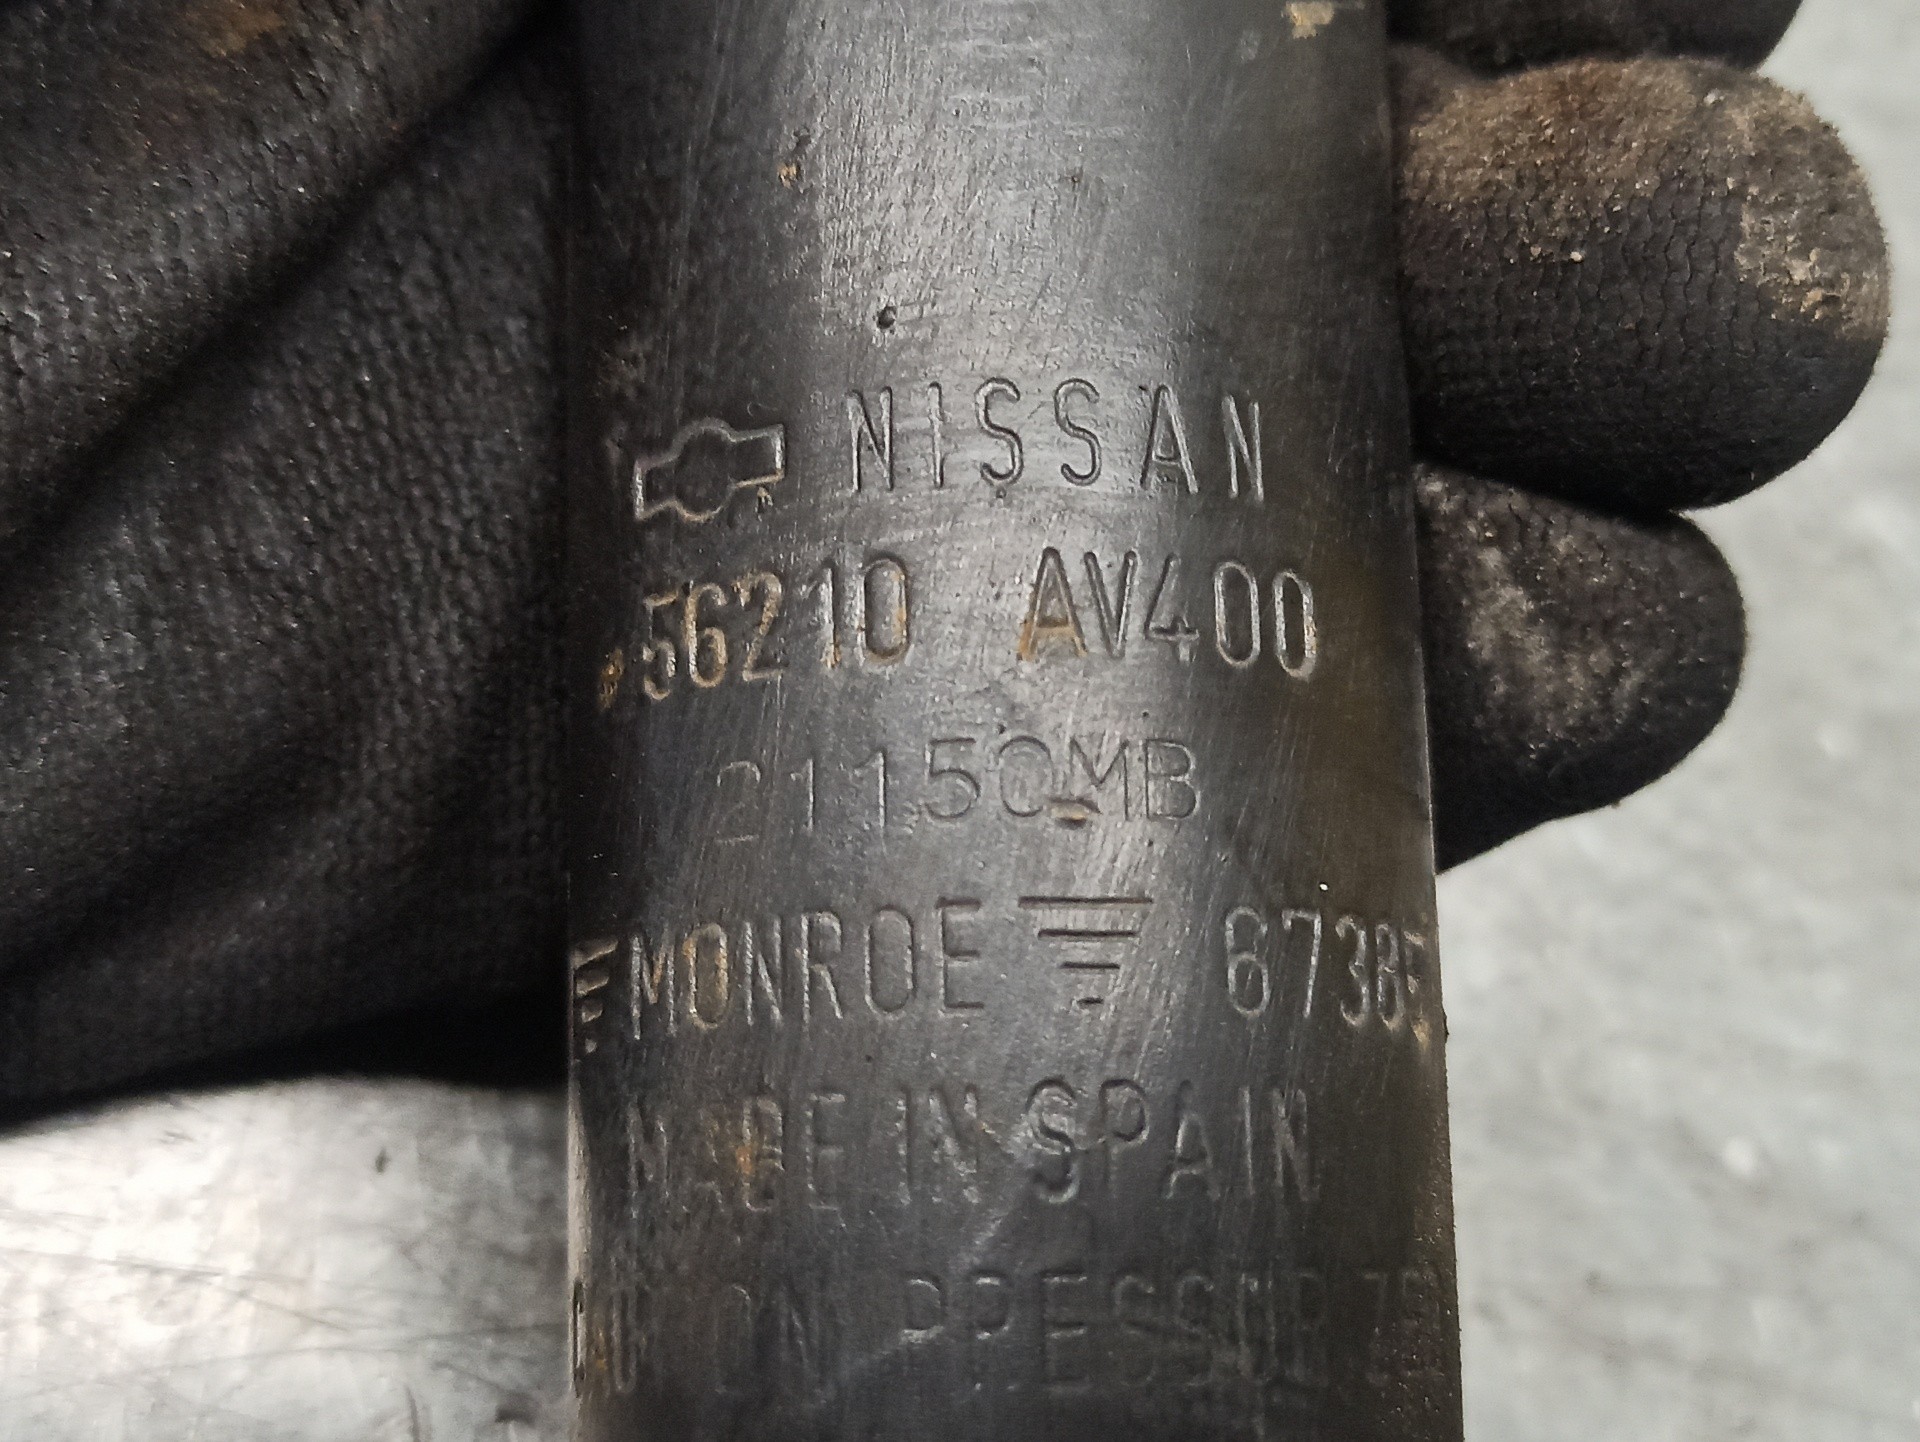 NISSAN
56210 AV400
21150MB
MONROE
MADE IN SPAIN